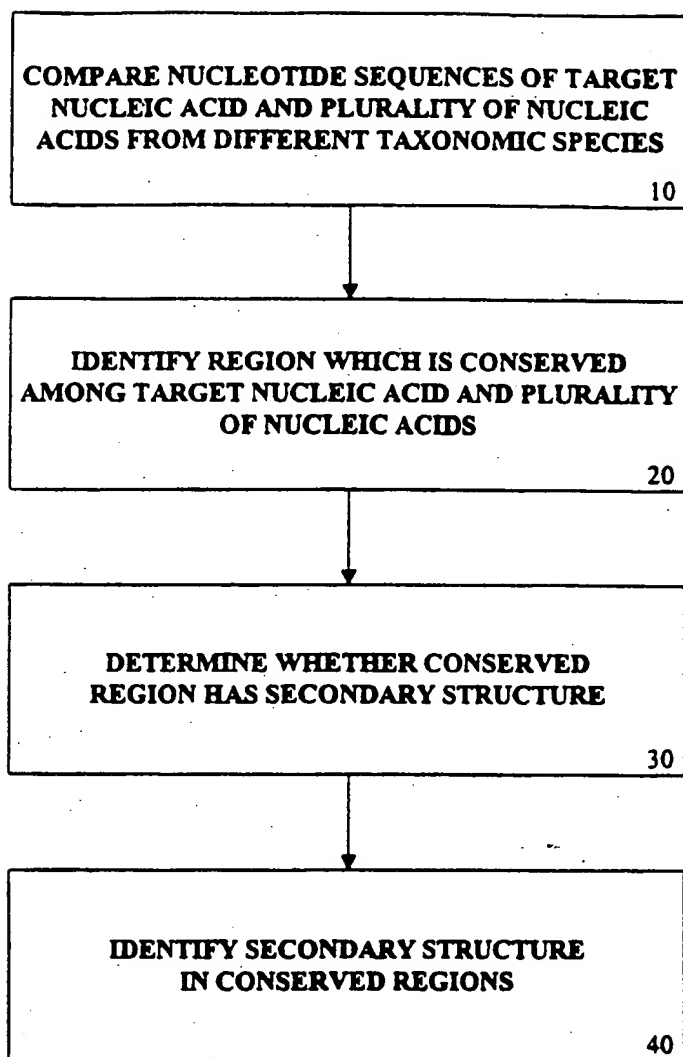 COMPARE NUCLEOTIDE SEQUENCES OF TARGET
NUCLEIC ACID AND PLURALITY OF NUCLEIC
ACIDS FROM DIFFERENT TAXONOMIC SPECIES
10
IDENTIFY REGION WHICH IS CONSERVED
AMONG TARGET NUCLEIC ACID AND PLURALITY
OF NUCLEIC ACIDS
20
DETERMINE WHETHER CONSERVED
REGION HAS SECONDARY STRUCTURE
30
IDENTIFY SECONDARY STRUCTURE
IN CONSERVED REGIONS
40